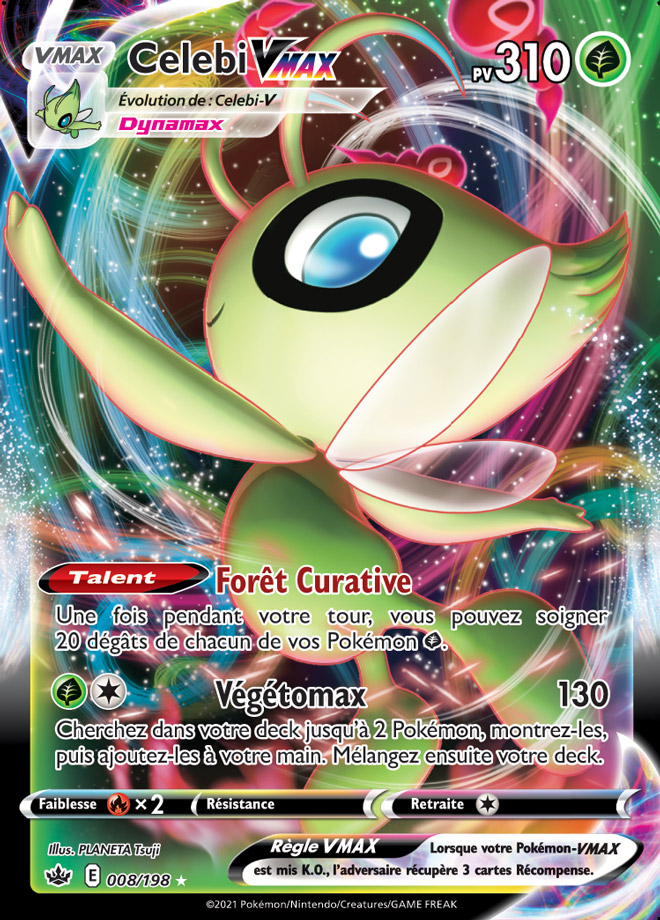 VMAX
Celebi VMAX
PV 310
Évolution de : Celebi-V
Dynamax
Talent Forêt Curative
Une fois pendant votre tour, vous pouvez soigner
20 dégâts de chacun de vos Pokémon .
Végétomax 130
Cherchez dans votre deck jusqu'à 2 Pokémon, montrez-les,
puis ajoutez-les à votre main. Mélangez ensuite votre deck.
Faiblesse ×2 Résistance Retraite
Illus. PLANETA Tsuji
Règle VMAX Lorsque votre Pokémon-VMAX
est mis K.O., l'adversaire récupère 3 cartes Récompense.
E 008/198 ★
©2021 Pokémon/Nintendo/Creatures/GAME FREAK